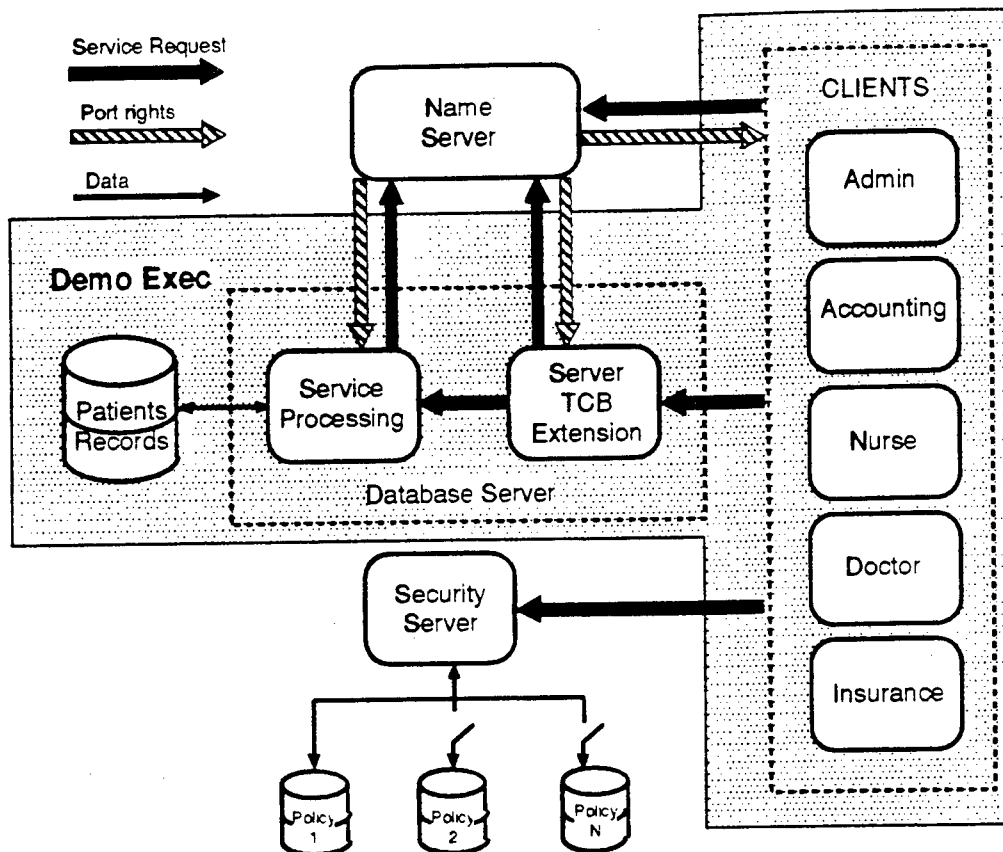 Service Request
Port rights
Data
Name
Server
CLIENTS
Admin
Accounting
Nurse
Doctor
Insurance
Demo Exec
Patients
Records
Service
Processing
Server
TCB
Extension
Database Server
Security
Server
Policy
1
Policy
2
Policy
N